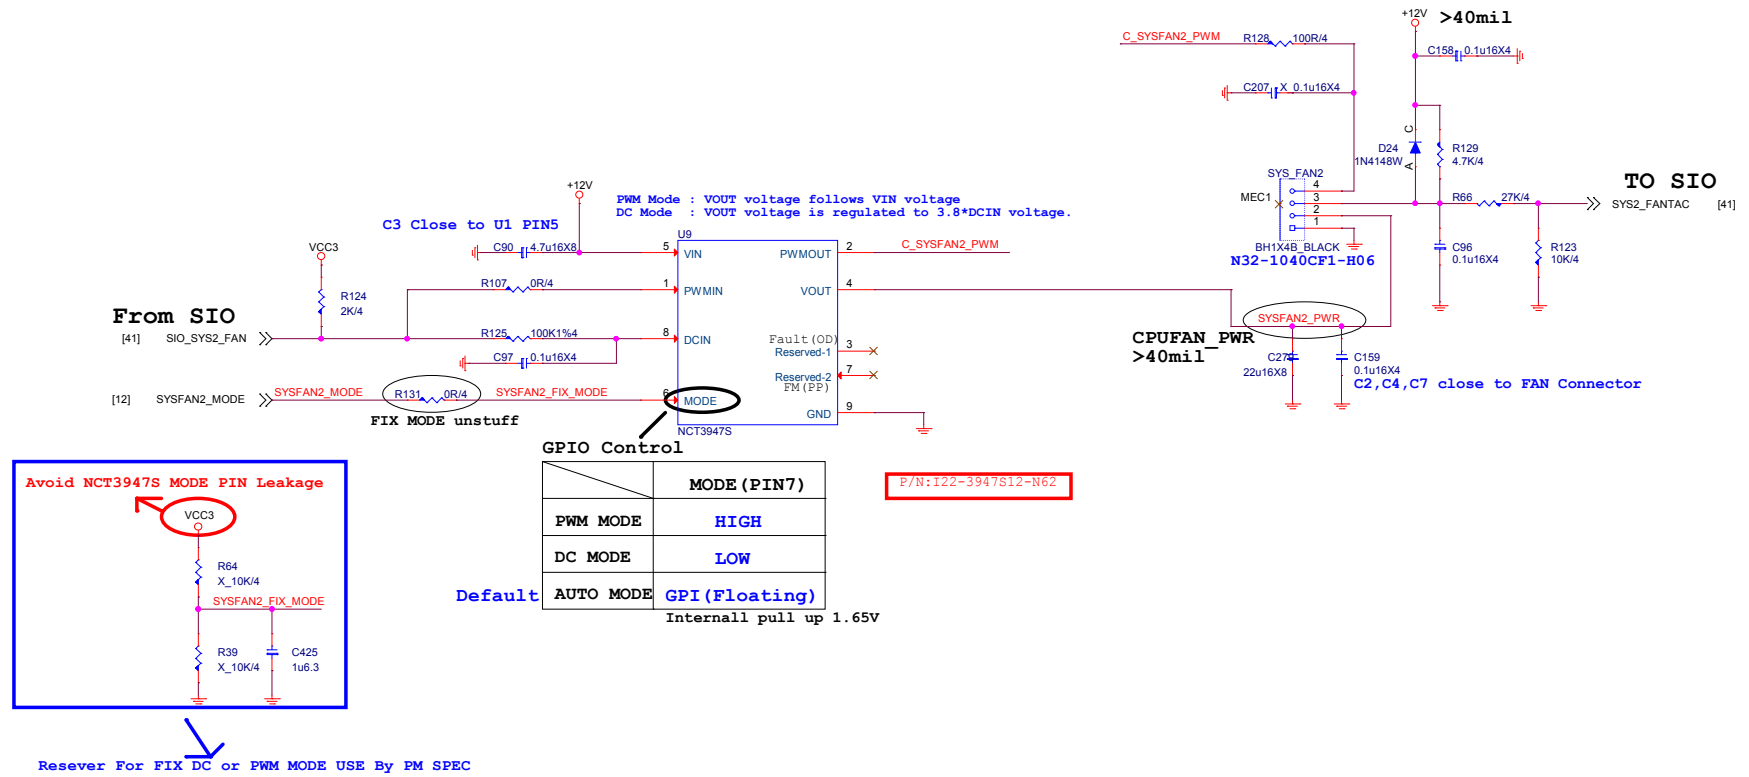 +12V
>40mil
C_SYSFAN2_PWM
R128
100R/4
C158
0.1u16X4
C207
X_0.1u16X4
C
D24
1N4148W
A
R129
4.7K/4
SYS_FAN2
MEC1
4
3
2
1
R66
27K/4
TO SIO
SYS2_FANTAC
[41]
BH1X4B_BLACK
N32-1040CF1-H06
C96
0.1u16X4
R123
10K/4
+12V
PWM Mode : VOUT voltage follows VIN voltage
DC Mode : VOUT voltage is regulated to 3.8*DCIN voltage.
C3 Close to U1 PIN5
U9
VCC3
C90
4.7u16X8
5
VIN
PWMOUT
2
C_SYSFAN2_PWM
R107
0R/4
1
PWMIN
VOUT
4
R124
2K/4
From SIO
[41]
SIO_SYS2_FAN
R125
100K1%4
8
DCIN
Fault(OD)
Reserved-1
3
C97
0.1u16X4
Reserved-2
7
FM(PP)
SYSFAN2_PWR
CPUFAN_PWR
>40mil
22u16X8
C159
0.1u16X4
C2,C4,C7 close to FAN Connector
[12]
SYSFAN2_MODE
SYSFAN2_MODE
R131
0R/4
SYSFAN2_FIX_MODE
6
MODE
GND
9
FIX MODE unstuff
NCT3947S
GPIO Control
MODE(PIN7)
PWM MODE
HIGH
DC MODE
LOW
Default
AUTO MODE
GPI(Floating)
Internall pull up 1.65V
P/N:I22-3947S12-N62
Avoid NCT3947S MODE PIN Leakage
VCC3
R64
X_10K/4
SYSFAN2_FIX_MODE
R39
X_10K/4
C425
1u6.3
Resever For FIX DC or PWM MODE USE By PM SPEC